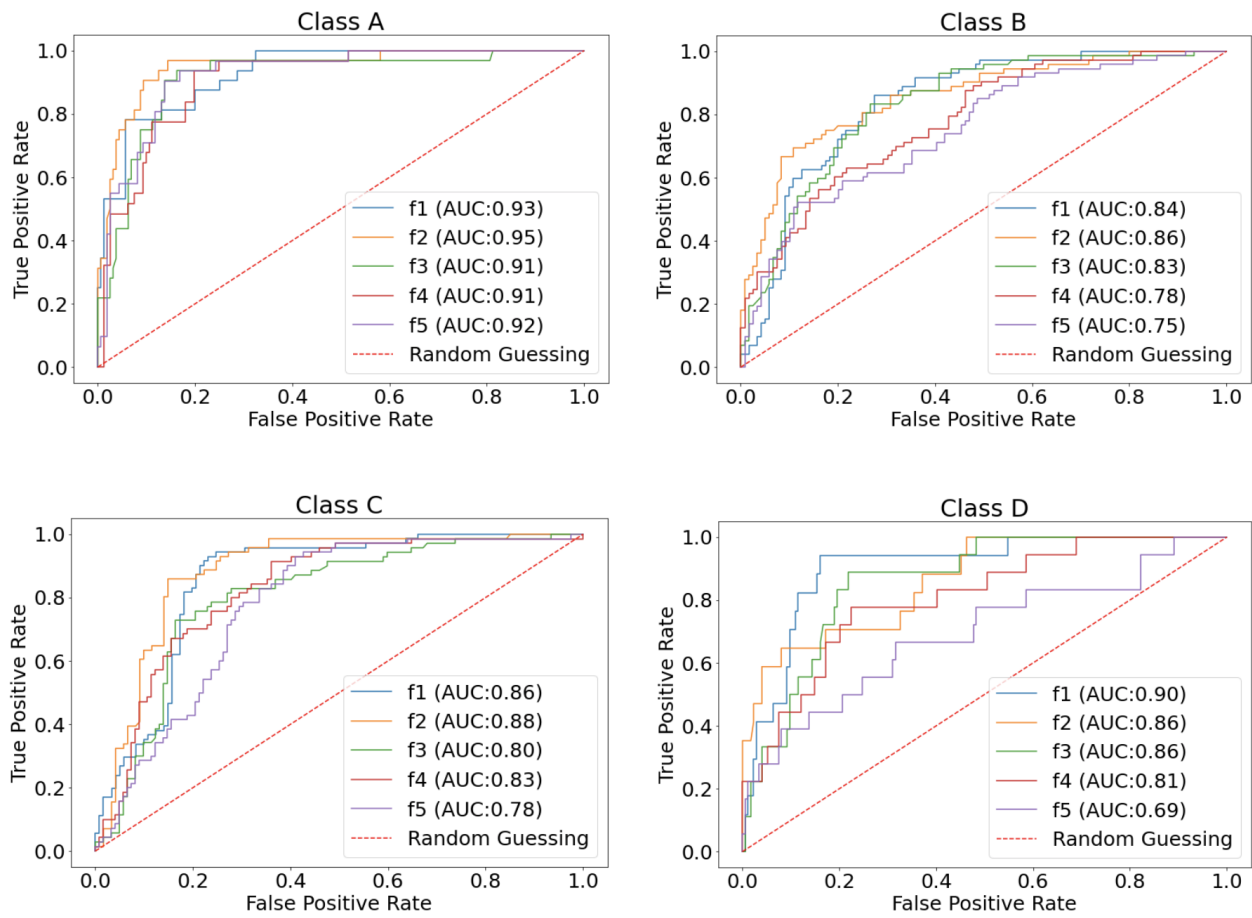 Class A
True Positive Rate
1.0
0.8
0.6
0.4
0.2
0.0
f1 (AUC:0.93)
f2 (AUC:0.95)
f3 (AUC:0.91)
f4 (AUC:0.91)
f5 (AUC:0.92)
Random Guessing
0.0 0.2 0.4 0.6 0.8 1.0
False Positive Rate
Class B
True Positive Rate
1.0
0.8
0.6
0.4
0.2
0.0
f1 (AUC:0.84)
f2 (AUC:0.86)
f3 (AUC:0.83)
f4 (AUC:0.78)
f5 (AUC:0.75)
Random Guessing
0.0 0.2 0.4 0.6 0.8 1.0
False Positive Rate
Class C
True Positive Rate
1.0
0.8
0.6
0.4
0.2
0.0
f1 (AUC:0.86)
f2 (AUC:0.88)
f3 (AUC:0.80)
f4 (AUC:0.83)
f5 (AUC:0.78)
Random Guessing
0.0 0.2 0.4 0.6 0.8 1.0
False Positive Rate
Class D
True Positive Rate
1.0
0.8
0.6
0.4
0.2
0.0
f1 (AUC:0.90)
f2 (AUC:0.86)
f3 (AUC:0.86)
f4 (AUC:0.81)
f5 (AUC:0.69)
Random Guessing
0.0 0.2 0.4 0.6 0.8 1.0
False Positive Rate